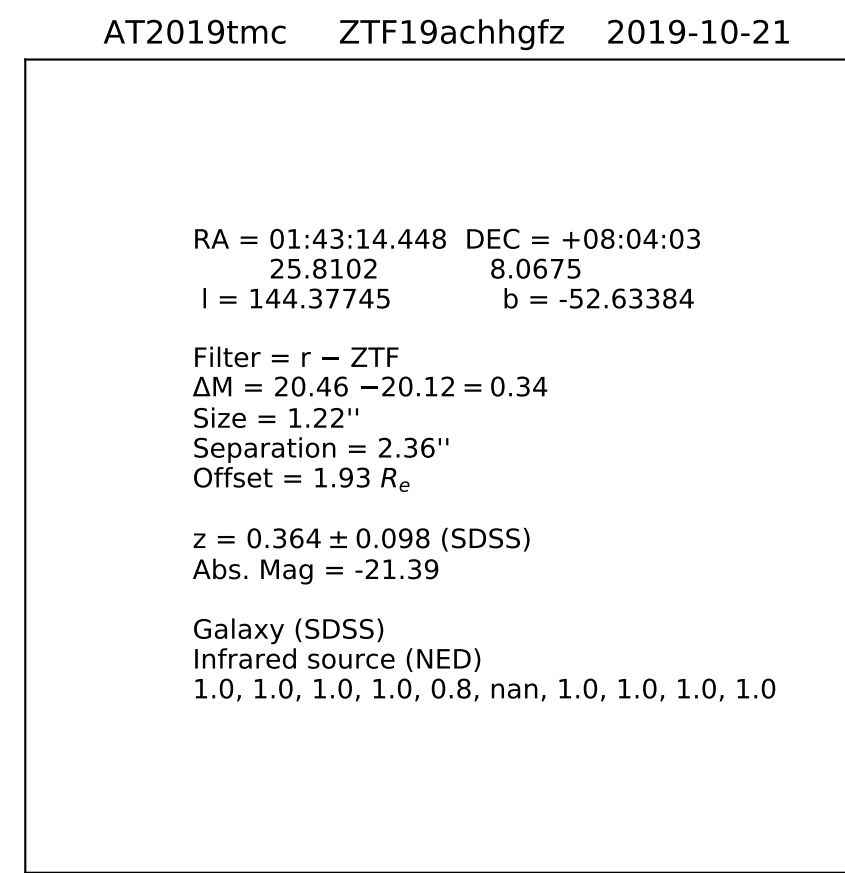 AT2019tmc ZTF19achhgfz 2019-10-21
RA = 01:43:14.448 DEC = +08:04:03
25.8102 8.0675
l = 144.37745 b = -52.63384
Filter = r − ZTF
ΔM = 20.46 −20.12 = 0.34
Size = 1.22''
Separation = 2.36''
Offset = 1.93 Rₑ
z = 0.364 ± 0.098 (SDSS)
Abs. Mag = -21.39
Galaxy (SDSS)
Infrared source (NED)
1.0, 1.0, 1.0, 1.0, 0.8, nan, 1.0, 1.0, 1.0, 1.0